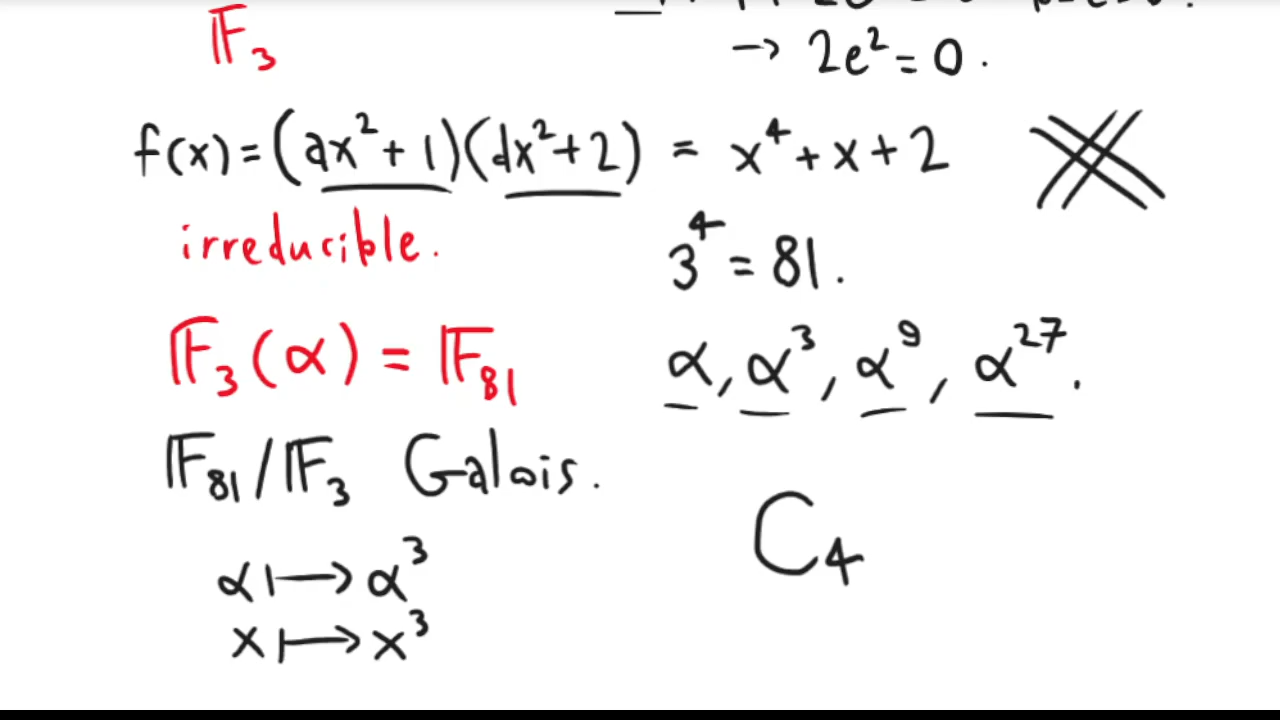 𝔽₃
→ 2e² = 0 .
f(x) = (ax² + 1)(dx² + 2) = x⁴ + x + 2
irreducible.
3⁴ = 81 .
𝔽₃(α) = 𝔽₈₁
α, α³, α⁹, α²⁷ .
𝔽₈₁/𝔽₃ Galois.
C₄
α ↦ α³
x ↦ x³